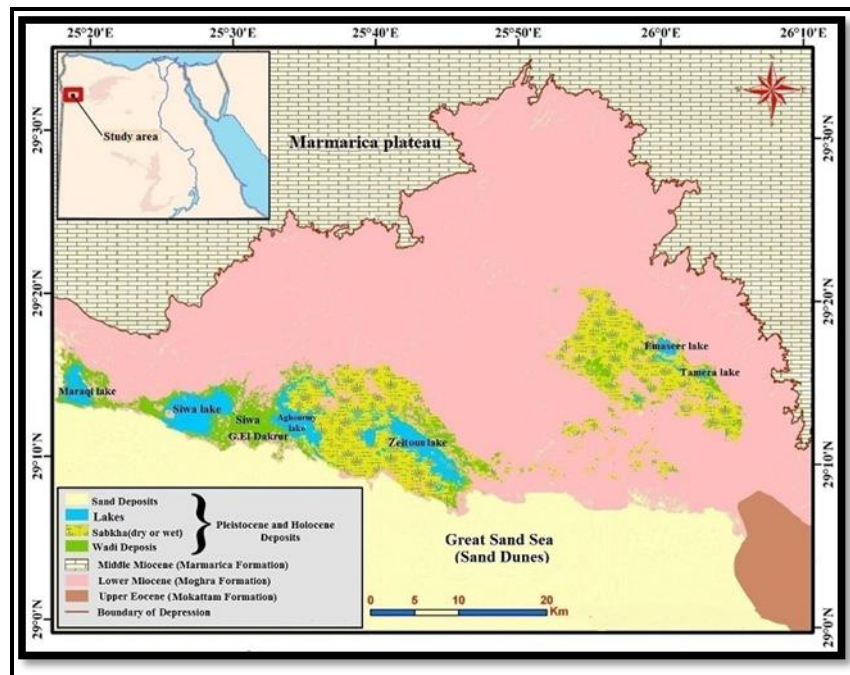 25°20'E
25°30'E
25°40'E
25°50'E
26°0'E
26°10'E
29°30'N
29°20'N
29°10'N
29°0'N
29°30'N
29°20'N
29°10'N
29°0'N
Study area
Marmarica plateau
Maraqi lake
Siwa lake
Siwa
G.El Dakrur
Aghourmy
lake
Zeitoun lake
Emaseer lake
Tamera lake
Great Sand Sea
(Sand Dunes)
Sand Deposits
Lakes
Sabkha(dry or wet)
Wadi Deposis
Pleistocene and Holocene
Deposits
Middle Miocene (Marmarica Formation)
Lower Miocene (Moghra Formation)
Upper Eocene (Mokattam Formation)
Boundary of Depression
0 5 10 20
Km